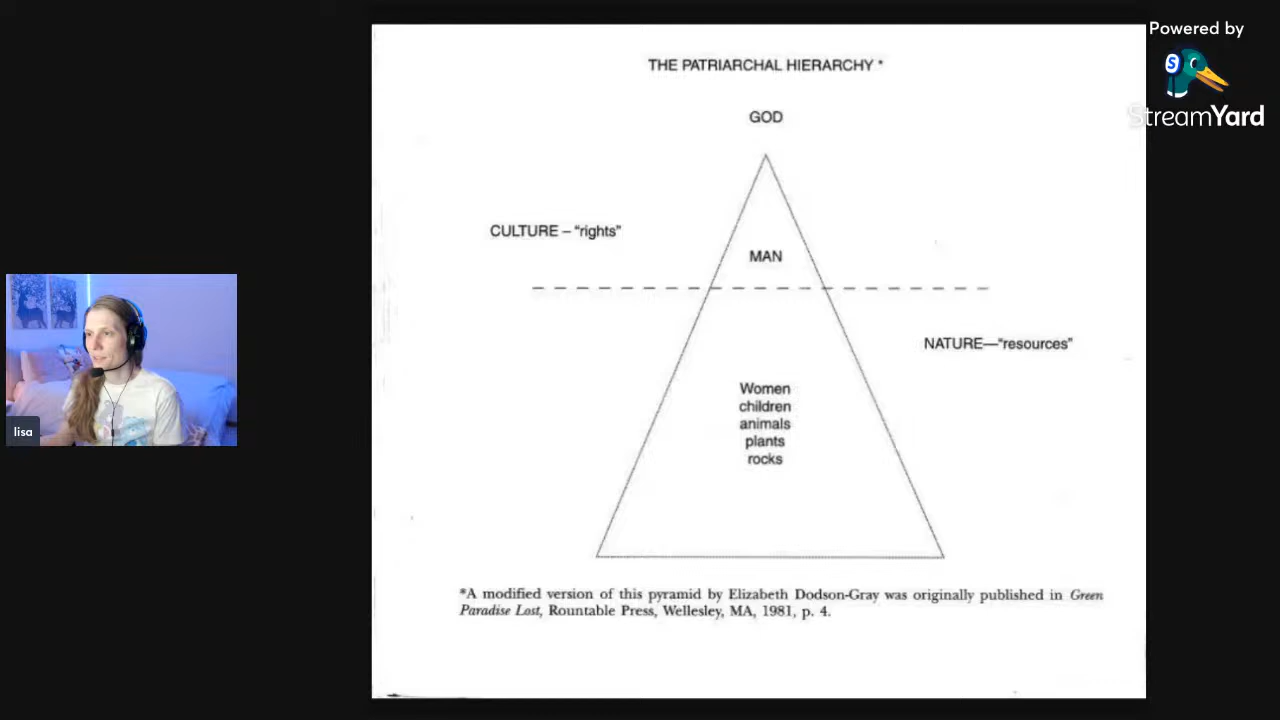 Powered by
S
StreamYard
THE PATRIARCHAL HIERARCHY *
GOD
CULTURE – “rights”
MAN
NATURE—“resources”
Women
children
animals
plants
rocks
lisa
*A modified version of this pyramid by Elizabeth Dodson-Gray was originally published in Green
Paradise Lost, Rountable Press, Wellesley, MA, 1981, p. 4.